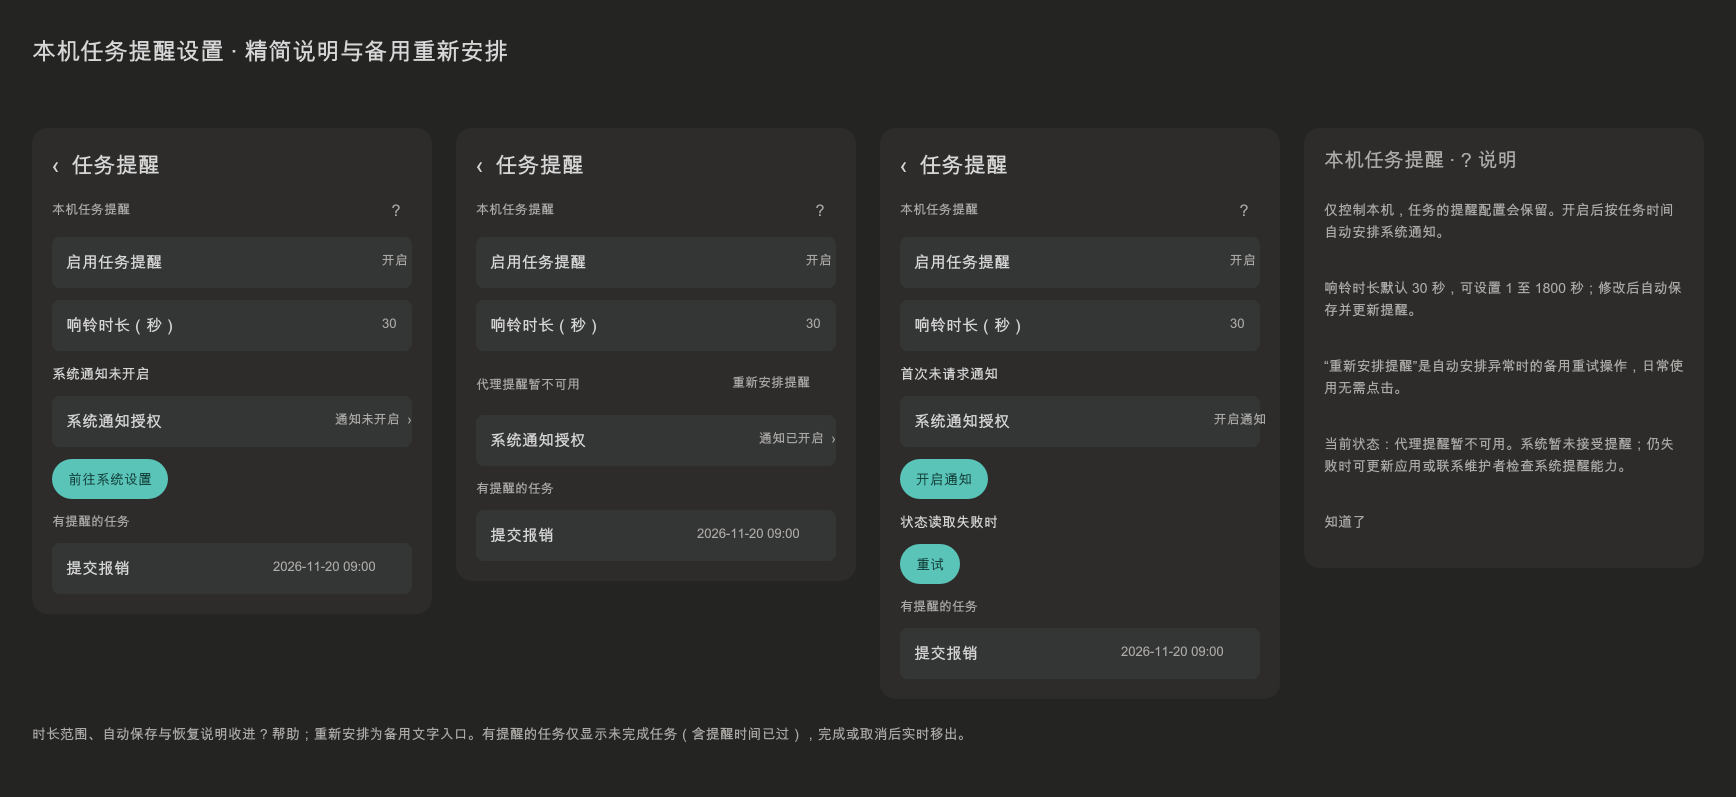 本机任务提醒设置 · 精简说明与备用重新安排
‹ 任务提醒
本机任务提醒 ?
启用任务提醒 开启
响铃时长（秒） 30
系统通知未开启
系统通知授权 通知未开启 ›
前往系统设置
有提醒的任务
提交报销 2026-11-20 09:00
‹ 任务提醒
本机任务提醒 ?
启用任务提醒 开启
响铃时长（秒） 30
代理提醒暂不可用 重新安排提醒
系统通知授权 通知已开启 ›
有提醒的任务
提交报销 2026-11-20 09:00
‹ 任务提醒
本机任务提醒 ?
启用任务提醒 开启
响铃时长（秒） 30
首次未请求通知
系统通知授权 开启通知
开启通知
状态读取失败时
重试
有提醒的任务
提交报销 2026-11-20 09:00
本机任务提醒 · ? 说明
仅控制本机，任务的提醒配置会保留。开启后按任务时间
自动安排系统通知。
响铃时长默认 30 秒，可设置 1 至 1800 秒；修改后自动保
存并更新提醒。
“重新安排提醒”是自动安排异常时的备用重试操作，日常使
用无需点击。
当前状态：代理提醒暂不可用。系统暂未接受提醒；仍失
败时可更新应用或联系维护者检查系统提醒能力。
知道了
时长范围、自动保存与恢复说明收进 ? 帮助；重新安排为备用文字入口。有提醒的任务仅显示未完成任务（含提醒时间已过），完成或取消后实时移出。